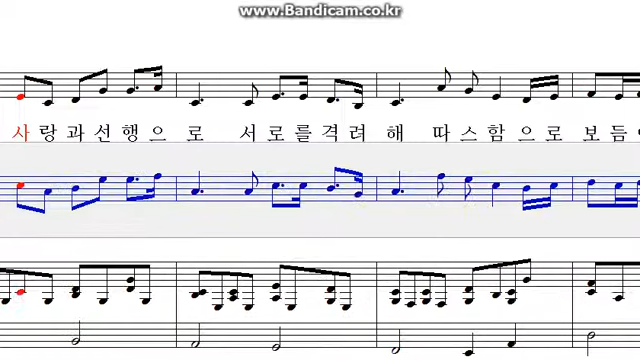 www.Bandicam.co.kr
사 랑 과 선 행 으 로 서 로 를 격 려 해 따 스 함 으 로 보 듬